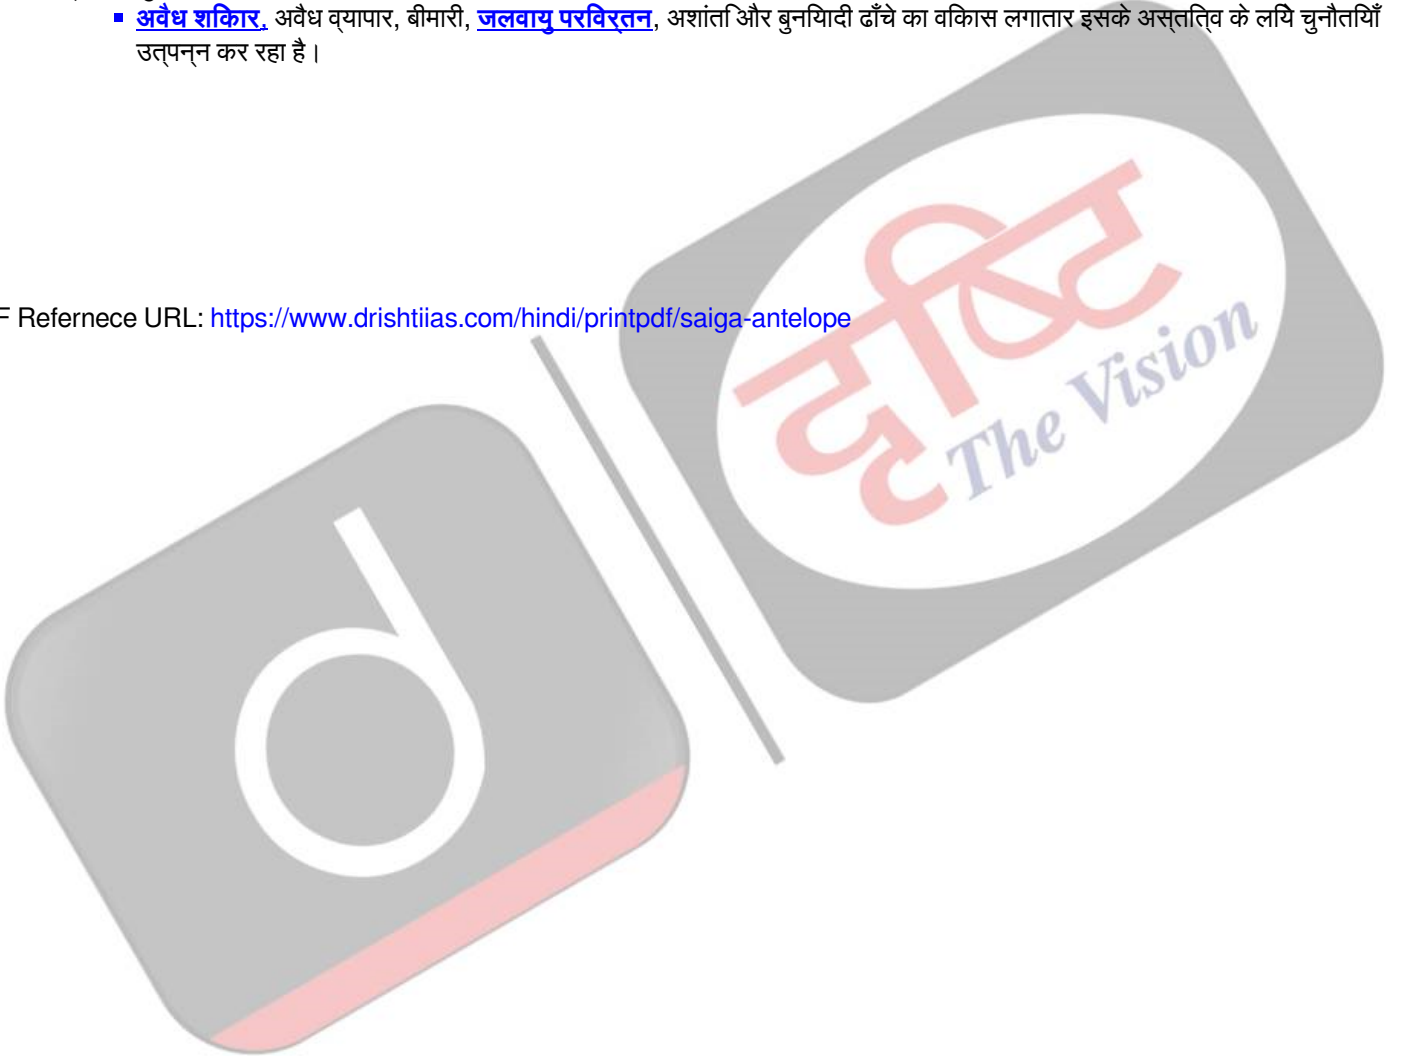 अवैध शिकार, अवैध व्यापार, बीमारी, जलवायु परिवर्तन, अशांति और बुनियादी ढाँचे का विकास लगातार इसके अस्तित्व के लिये चुनौतियाँ
उत्पन्न कर रहा है।
F Refernece URL: https://www.drishtiias.com/hindi/printpdf/saiga-antelope
दृष्टि
The Vision
d